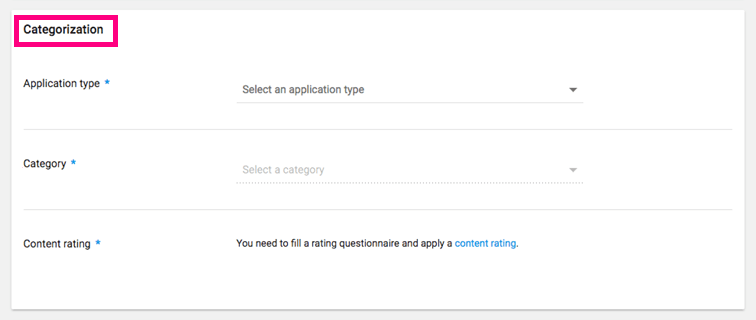 Categorization
Application type * Select an application type
Category * Select a category
Content rating * You need to fill a rating questionnaire and apply a content rating.